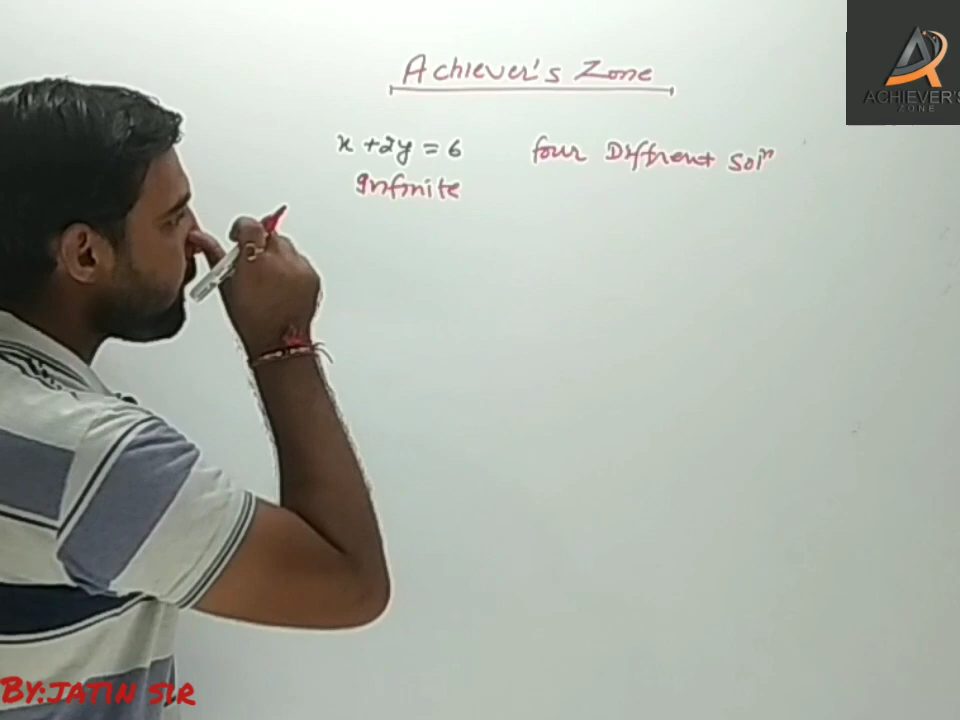 Achiever's Zone
ACHIEVER'S
ZONE
x + 2y = 6 four Diffrent Solⁿ
Infinite
BY:JATIN SIR